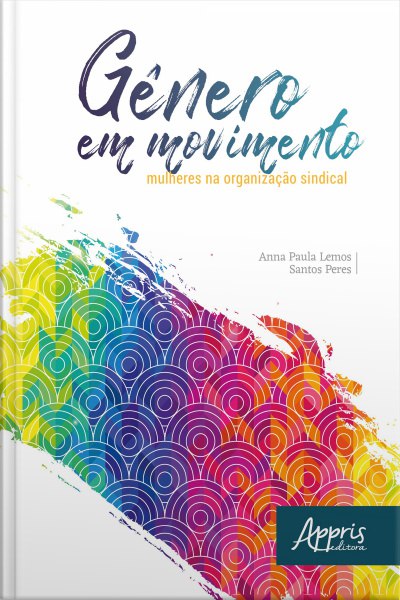 Gênero
em movimento
mulheres na organização sindical
Anna Paula Lemos
Santos Peres
Appris
editora